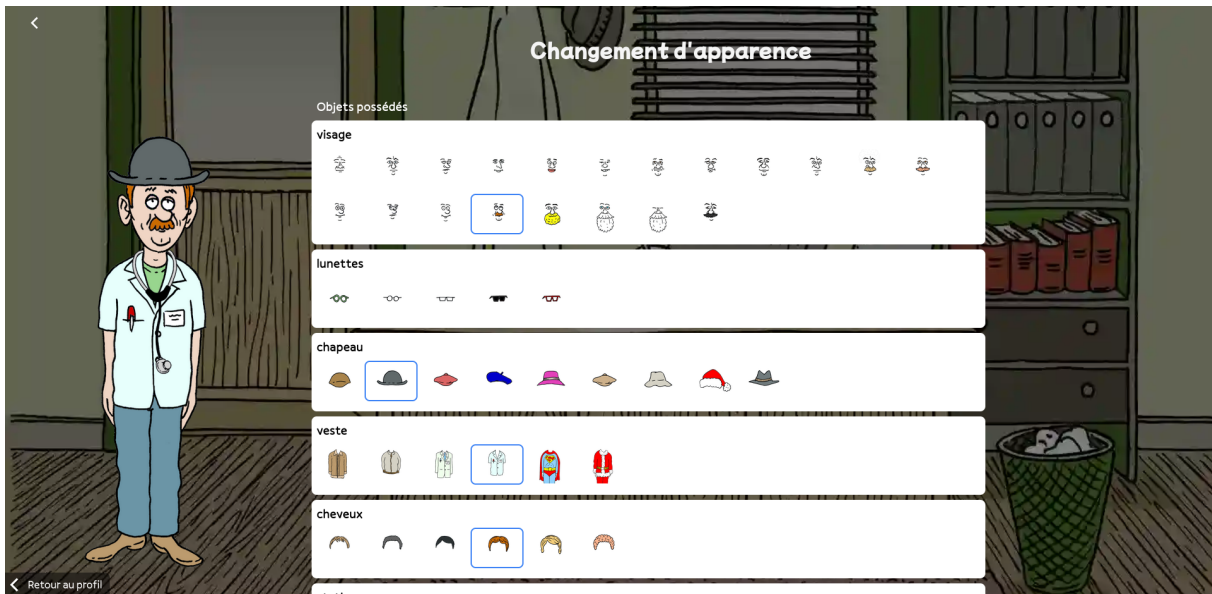 Changement d'apparence
Objets possédés
visage
lunettes
chapeau
veste
cheveux
Retour au profil